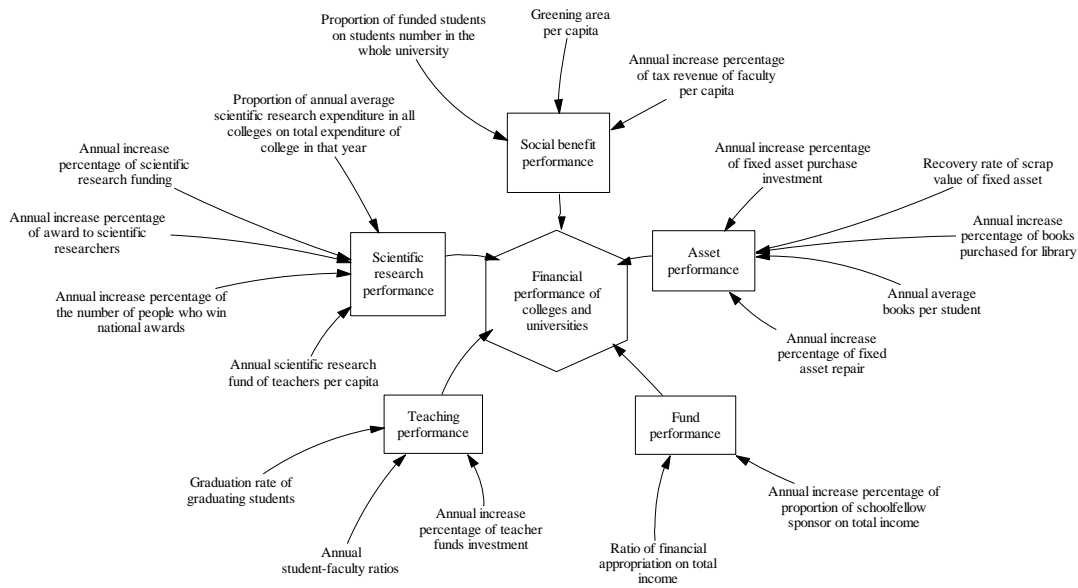 Proportion of funded students
on students number in the
whole university
Greening area
per capita
Annual increase percentage
of tax revenue of faculty
per capita
Proportion of annual average
scientific research expenditure in all
colleges on total expenditure of
college in that year
Social benefit
performance
Annual increase
percentage of scientific
research funding
Annual increase percentage
of award to scientific
researchers
Annual increase percentage of
the number of people who win
national awards
Annual scientific research
fund of teachers per capita
Scientific
research
performance
Financial
performance of
colleges and
universities
Asset
performance
Annual increase percentage
of fixed asset purchase
investment
Recovery rate of scrap
value of fixed asset
Annual increase
percentage of books
purchased for library
Annual average
books per student
Annual increase
percentage of fixed
asset repair
Teaching
performance
Fund
performance
Graduation rate of
graduating students
Annual
student-faculty ratios
Annual increase
percentage of teacher
funds investment
Ratio of financial
appropriation on total
income
Annual increase percentage of
proportion of schoolfellow
sponsor on total income